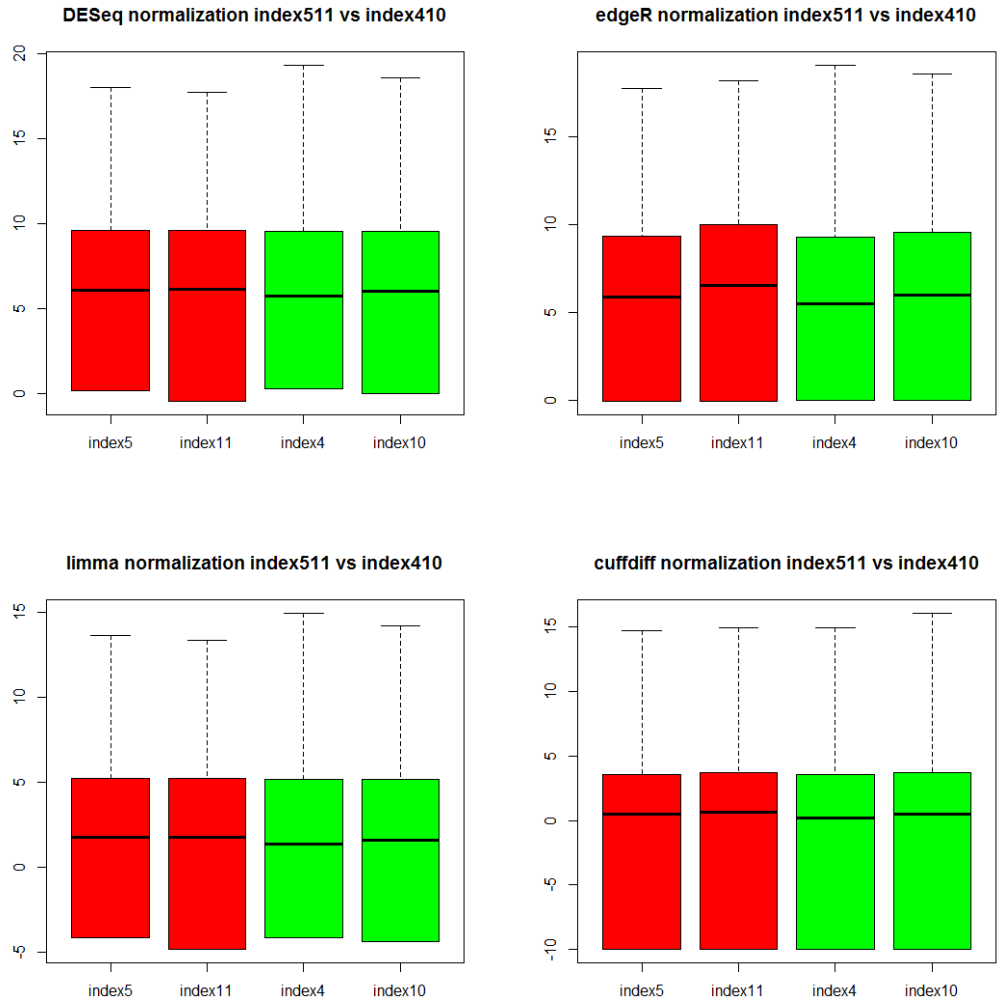 DESeq normalization index511 vs index410
20
15
10
5
0
index5 index11 index4 index10
edgeR normalization index511 vs index410
15
10
5
0
index5 index11 index4 index10
limma normalization index511 vs index410
15
10
5
0
-5
index5 index11 index4 index10
cuffdiff normalization index511 vs index410
15
10
5
0
-5
-10
index5 index11 index4 index10